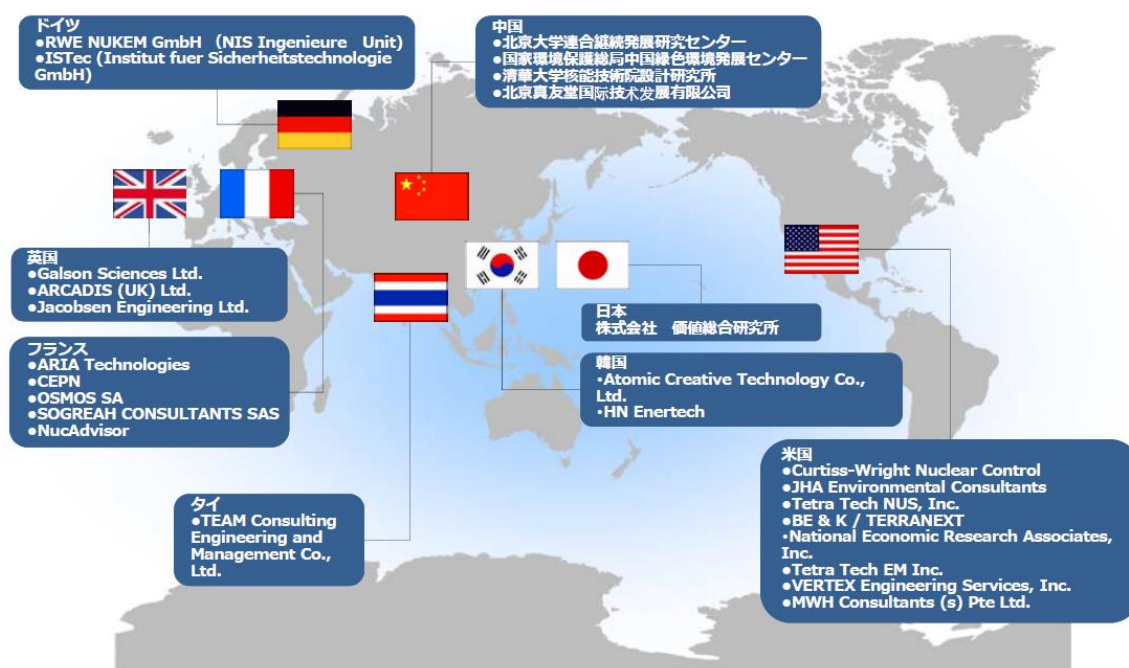 ドイツ
●RWE NUKEM GmbH （NIS Ingenieure Unit)
●ISTec (Institut fuer Sicherheitstechnologie
GmbH)
中国
●北京大学連合継続発展研究センター
●国家環境保護総局中国緑色環境発展センター
●清華大学核能技術院設計研究所
●北京真友堂国际技术发展有限公司
英国
●Galson Sciences Ltd.
●ARCADIS (UK) Ltd.
●Jacobsen Engineering Ltd.
フランス
●ARIA Technologies
●CEPN
●OSMOS SA
●SOGREAH CONSULTANTS SAS
●NucAdvisor
日本
株式会社　価値総合研究所
韓国
・Atomic Creative Technology Co.,
Ltd.
・HN Enertech
タイ
●TEAM Consulting
Engineering and
Management Co.,
Ltd.
米国
●Curtiss-Wright Nuclear Control
●JHA Environmental Consultants
●Tetra Tech NUS, Inc.
●BE & K / TERRANEXT
・National Economic Research Associates,
Inc.
●Tetra Tech EM Inc.
●VERTEX Engineering Services, Inc.
●MWH Consultants (s) Pte Ltd.